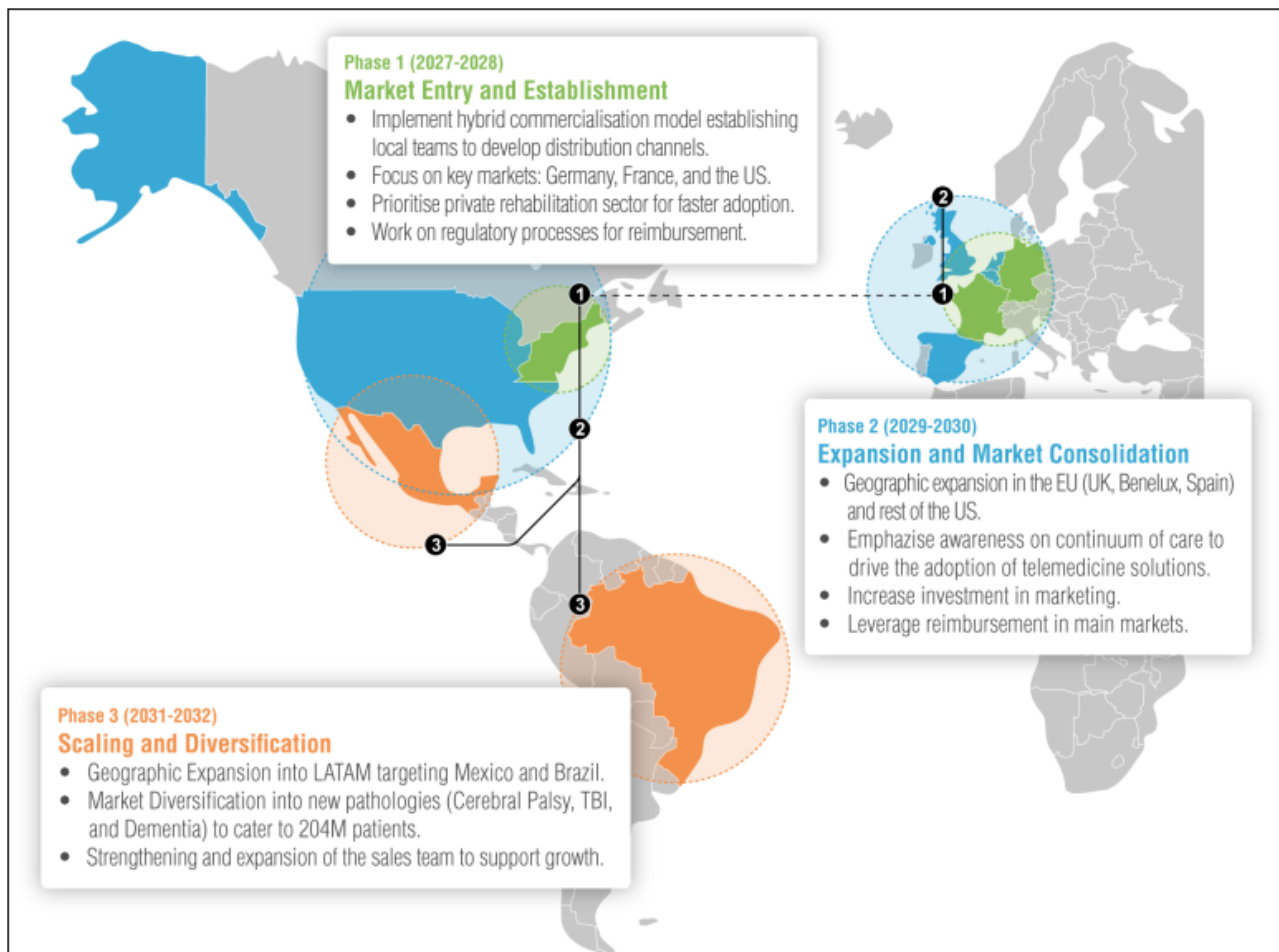 Phase 1 (2027-2028)
Market Entry and Establishment
• Implement hybrid commercialisation model establishing
local teams to develop distribution channels.
• Focus on key markets: Germany, France, and the US.
• Prioritise private rehabilitation sector for faster adoption.
• Work on regulatory processes for reimbursement.
2
1
1
2
3
3
Phase 2 (2029-2030)
Expansion and Market Consolidation
• Geographic expansion in the EU (UK, Benelux, Spain)
and rest of the US.
• Emphazise awareness on continuum of care to
drive the adoption of telemedicine solutions.
• Increase investment in marketing.
• Leverage reimbursement in main markets.
Phase 3 (2031-2032)
Scaling and Diversification
• Geographic Expansion into LATAM targeting Mexico and Brazil.
• Market Diversification into new pathologies (Cerebral Palsy, TBI,
and Dementia) to cater to 204M patients.
• Strengthening and expansion of the sales team to support growth.